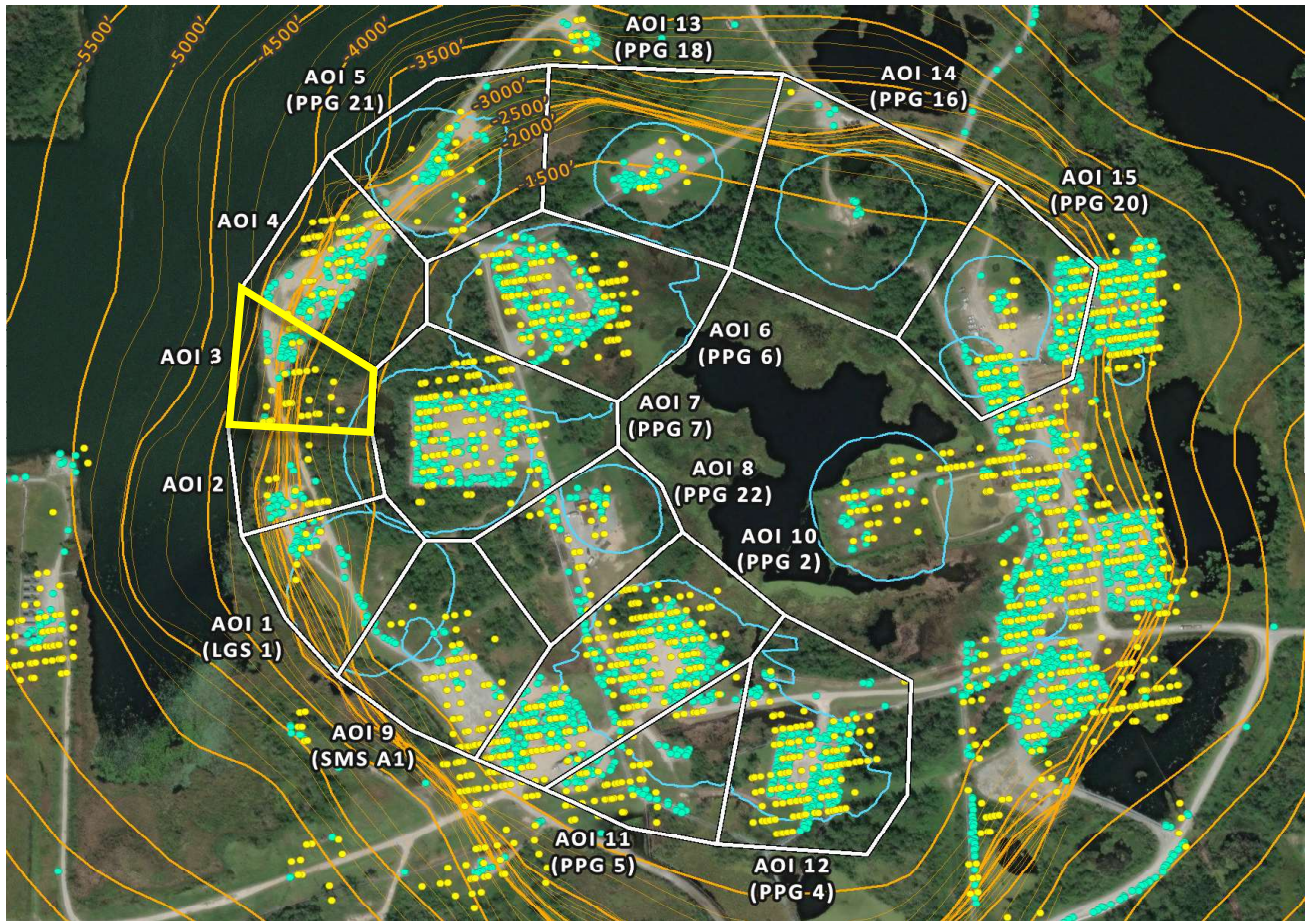 -5500'
-5000'
-4500'
-4000'
-3500'
-3000'
-2500'
-2000'
-1500'
AOI 13
(PPG 18)
AOI 5
(PPG 21)
AOI 14
(PPG 16)
AOI 15
(PPG 20)
AOI 4
AOI 3
AOI 6
(PPG 6)
AOI 7
(PPG 7)
AOI 2
AOI 8
(PPG 22)
AOI 10
(PPG 2)
AOI 1
(LGS 1)
AOI 9
(SMS A1)
AOI 11
(PPG 5)
AOI 12
(PPG 4)